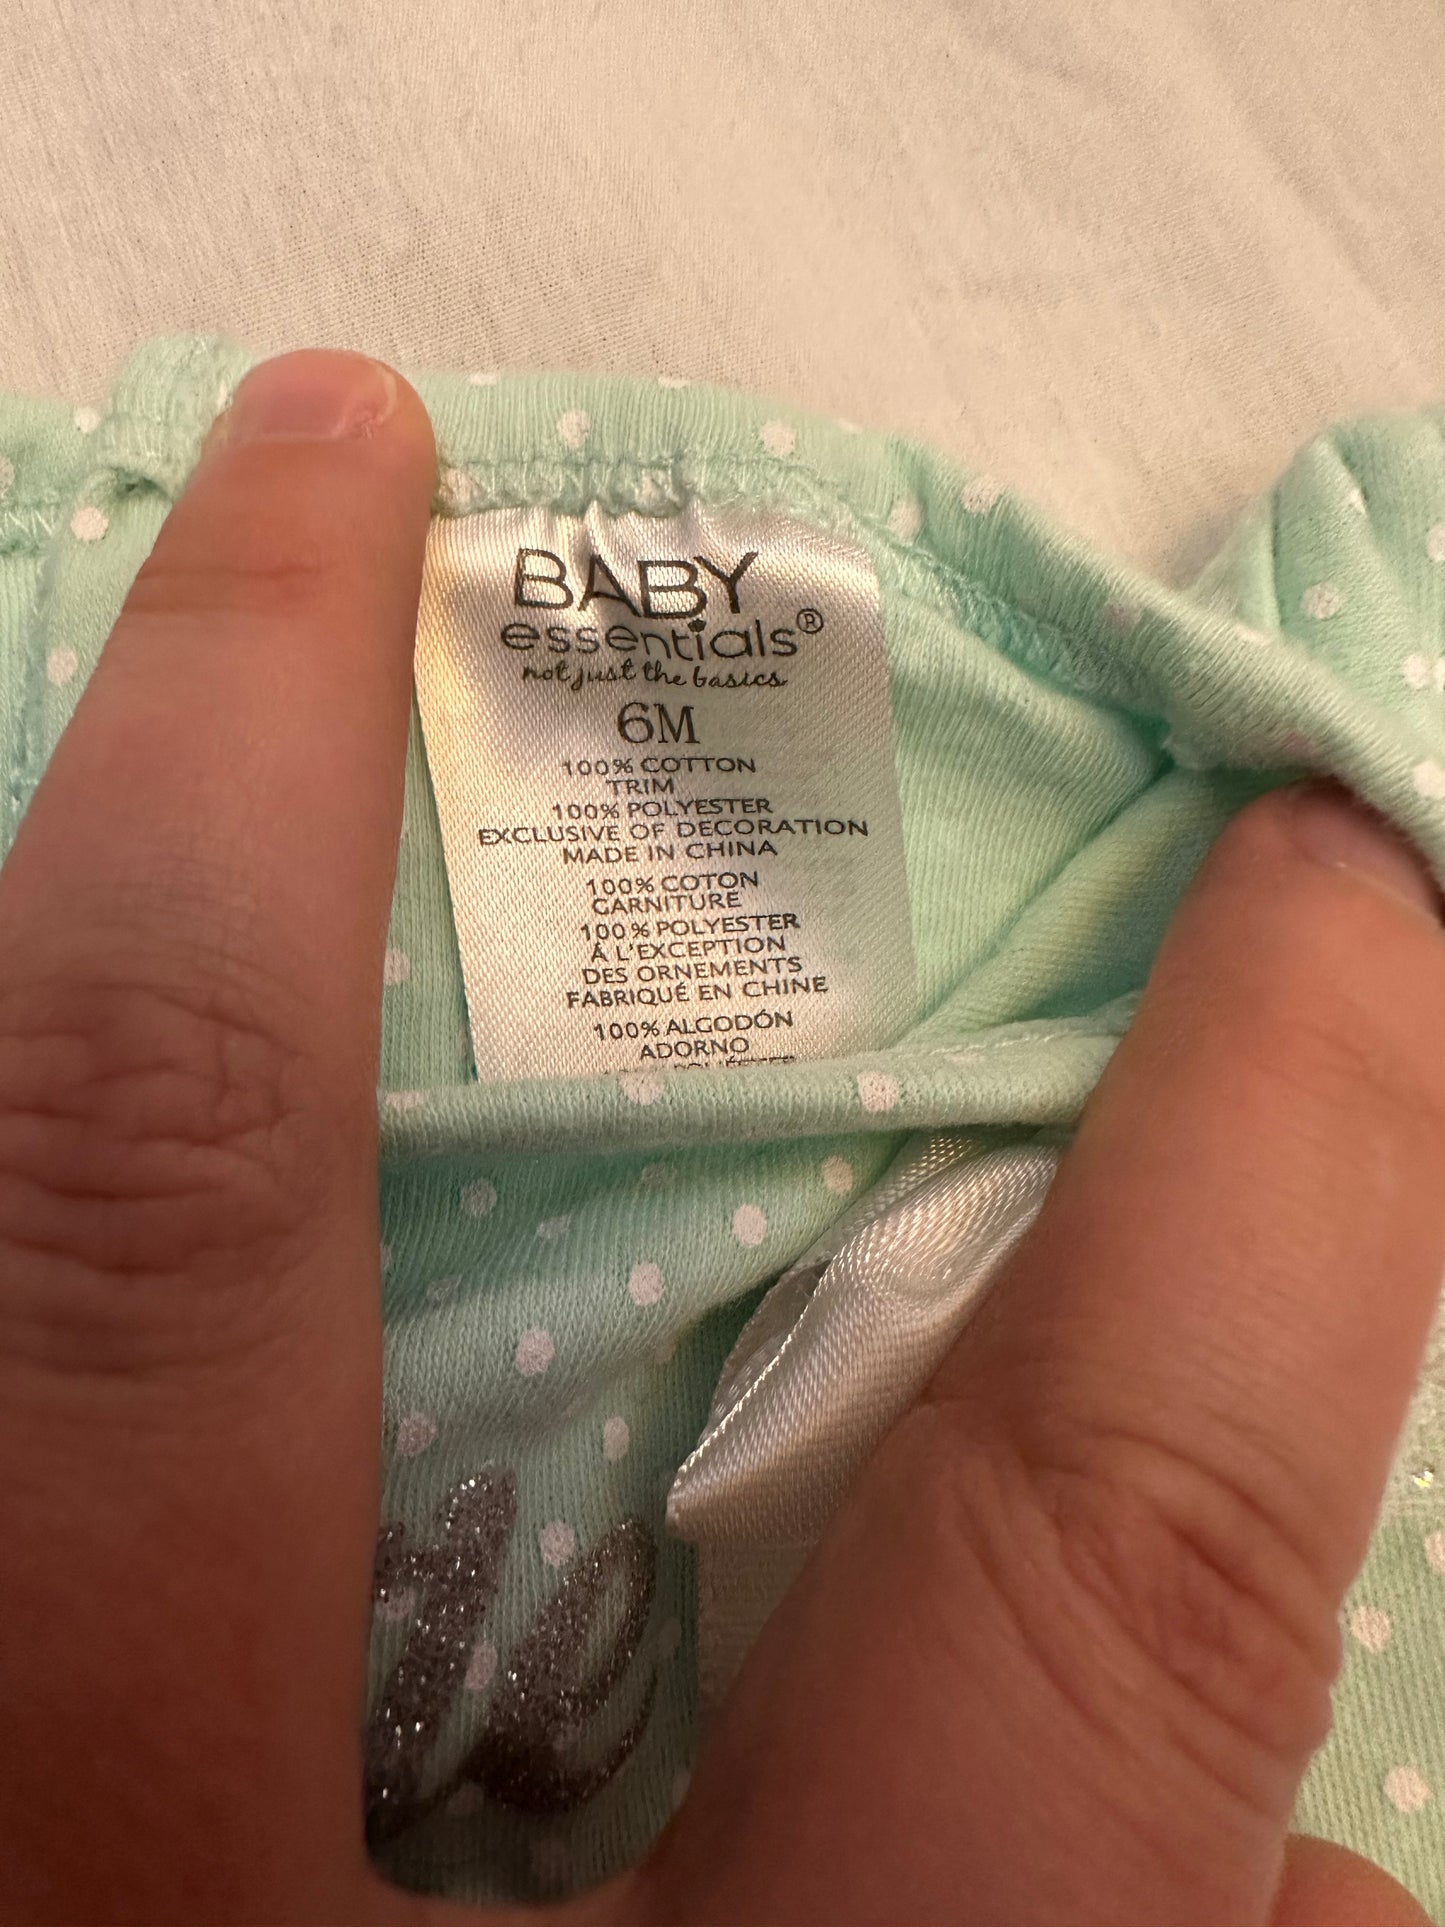 BABY
essentials®
not just the basics
6M
100% COTTON
TRIM
100% POLYESTER
EXCLUSIVE OF DECORATION
MADE IN CHINA
100% COTON
GARNITURE
100% POLYESTER
À L'EXCEPTION
DES ORNEMENTS
FABRIQUÉ EN CHINE
100% ALGODÓN
ADORNO